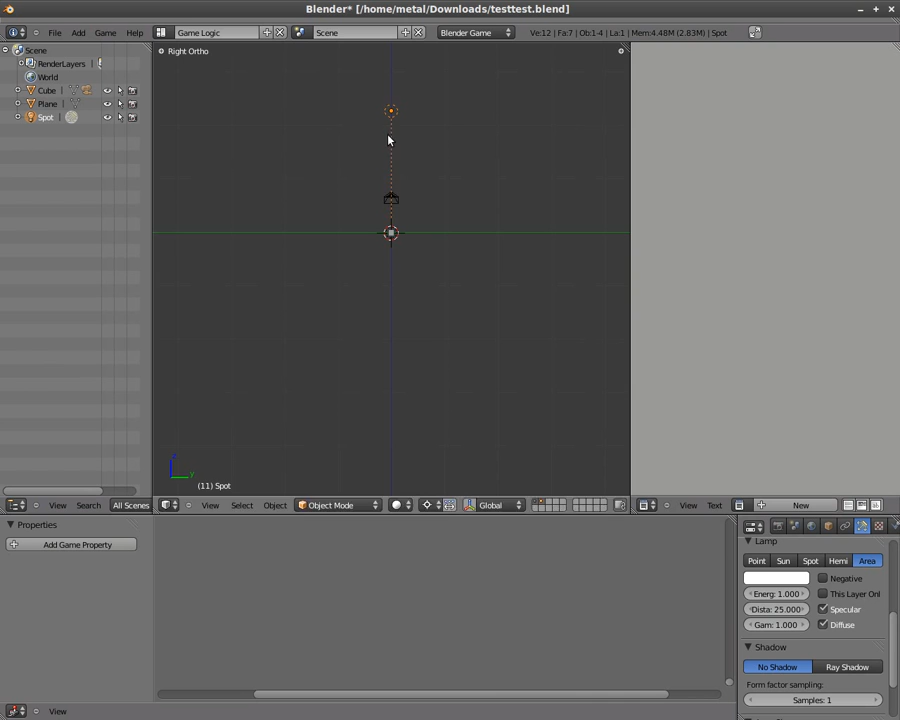 Blender* [/home/metal/Downloads/testtest.blend]
File Add Game Help Game Logic Scene Blender Game Ve:12 | Fa:7 | Ob:1-4 | La:1 | Mem:4.48M (2.83M) | Spot
Scene
RenderLayers |
World
Cube |
Plane |
Spot |
Right Ortho
z
y
(11) Spot
View Search All Scenes
View Select Object Object Mode Global
View Text New
Properties
Add Game Property
View
Lamp
Point Sun Spot Hemi Area
Negative
Energ: 1.000 This Layer Onl
Dista: 25.000 Specular
Gam: 1.000 Diffuse
Shadow
No Shadow Ray Shadow
Form factor sampling:
Samples: 1